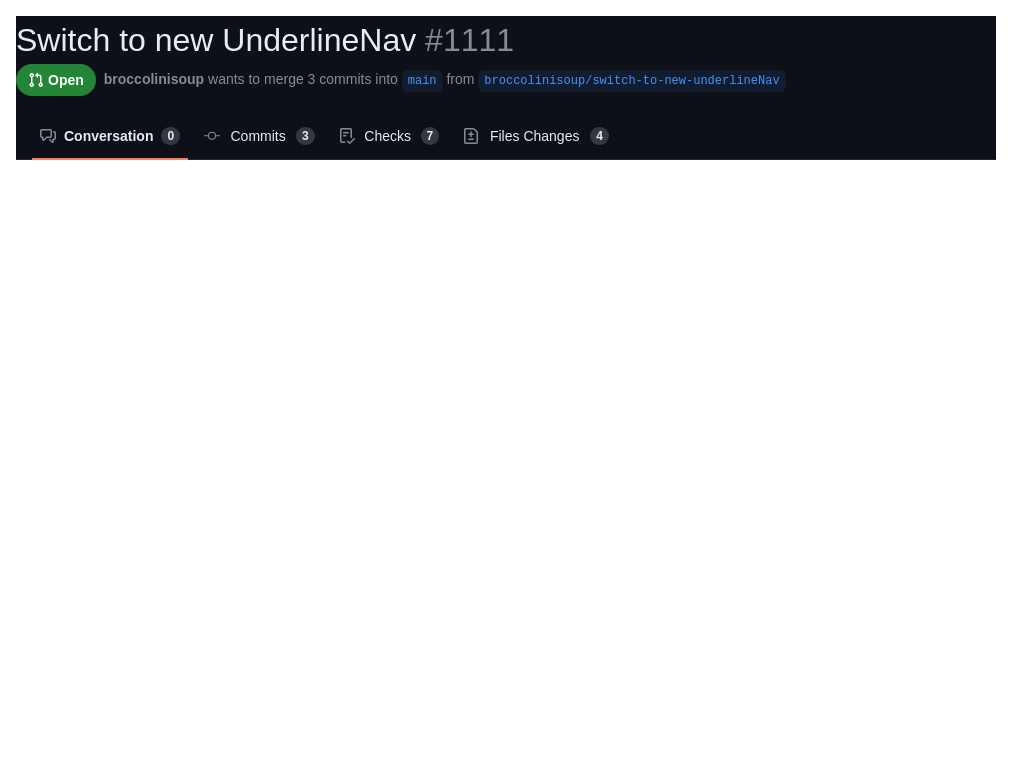 Switch to new UnderlineNav #1111
Open broccolinisoup wants to merge 3 commits into main from broccolinisoup/switch-to-new-underlineNav
Conversation 0 Commits 3 Checks 7 Files Changes 4